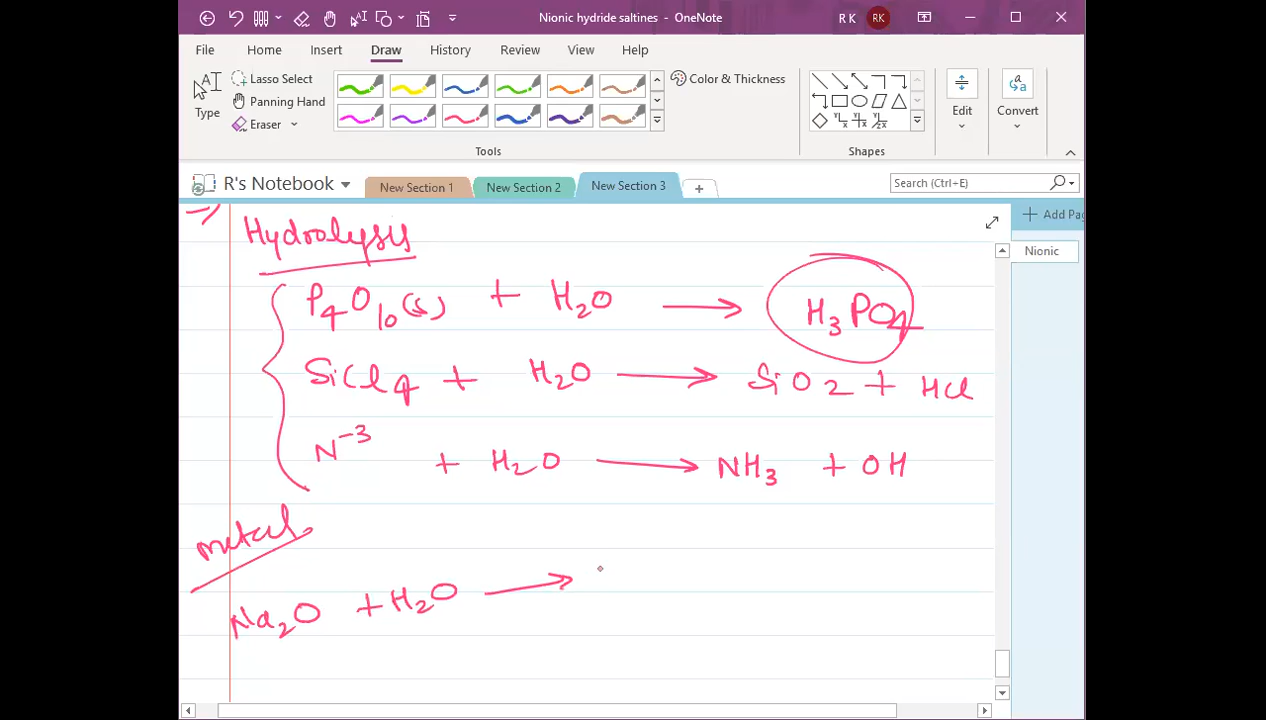 Nionic hydride saltines - OneNote
R K
RK
File Home Insert Draw History Review View Help
Type
Lasso Select
Panning Hand
Eraser
Color & Thickness
Edit
Convert
Tools
Shapes
R's Notebook
New Section 1
New Section 2
New Section 3
Search (Ctrl+E)
Add Pag
Nionic
Hydrolysis
P4O10(s) + H2O → H3PO4
SiCl4 + H2O → SiO2 + HCl
N-3 + H2O → NH3 + OH
metal
Na2O + H2O →